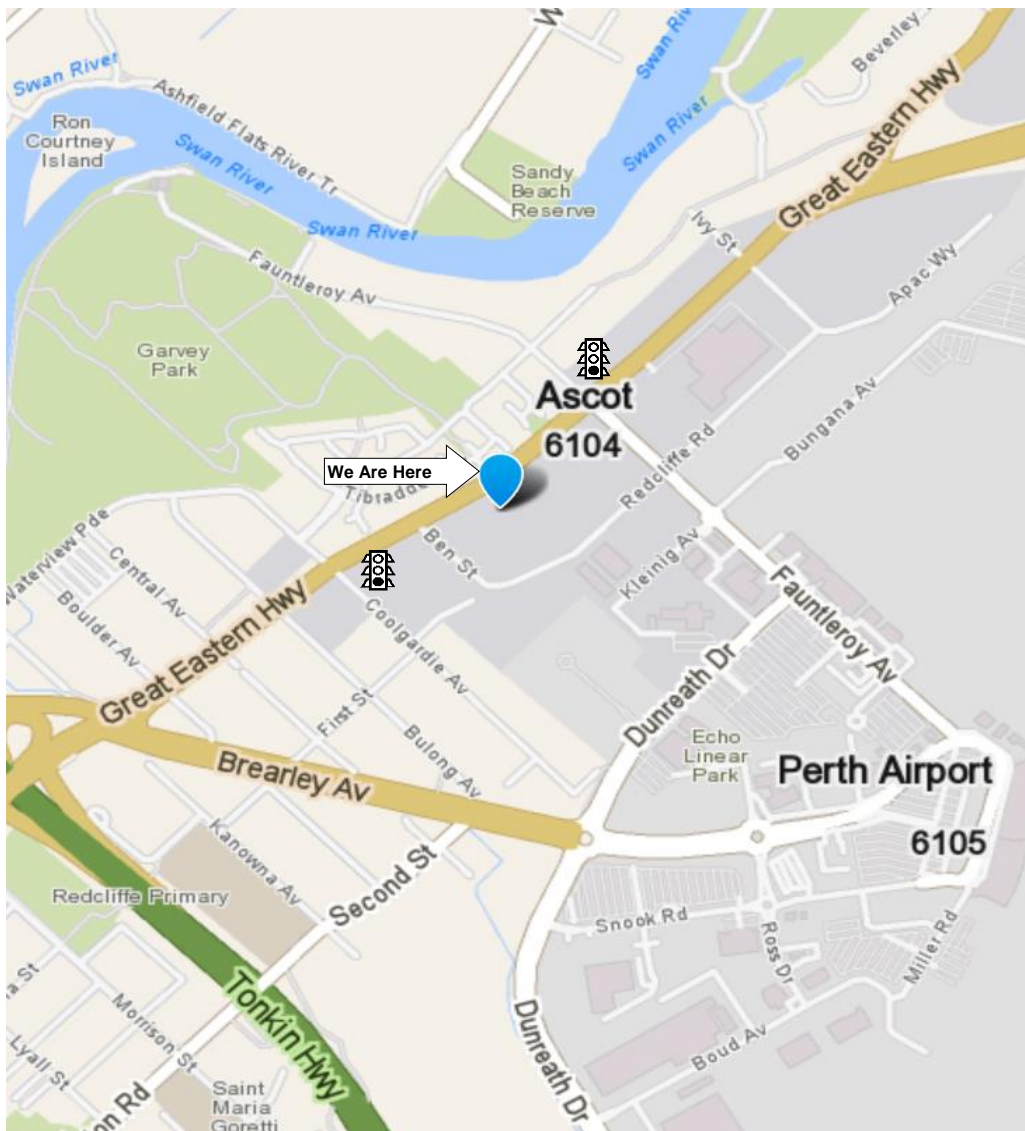 Swan River
Swan River
Beverley
Ashfield Flats River Tr
Ron
Courtney
Island
Swan River
Swan River
Great Eastern Hwy
Sandy
Beach
Reserve
Swan River
Ivy St
Apac Wy
Fauntleroy Av
Garvey
Park
Ascot
6104
Bungana Av
Redcliffe Rd
We Are Here
Ben St
Kleinig Av
Central Av
Boulder Av
Fauntleroy Av
Coolgardie Av
Great Eastern Hwy
Dunreath Dr
First St
Bulong Av
Echo
Linear
Park
Brearley Av
Perth Airport
6105
Kanowna Av
Second St
Redcliffe Primary
Snook Rd
Ross Dr
Miller Rd
Tonkin Hwy
Morrison St
Lyall St
Dunreath Dr
Boud Av
Saint
Maria
Goretti